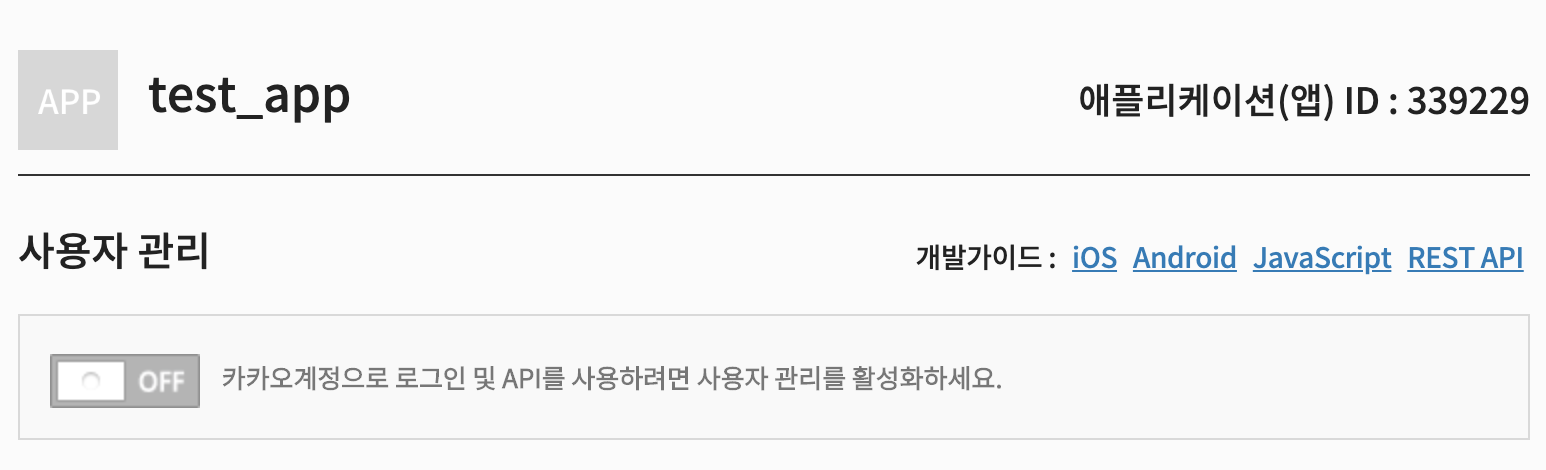 APP test_app 애플리케이션(앱) ID : 339229
사용자 관리 개발가이드 : iOS Android JavaScript REST API
OFF 카카오계정으로 로그인 및 API를 사용하려면 사용자 관리를 활성화하세요.